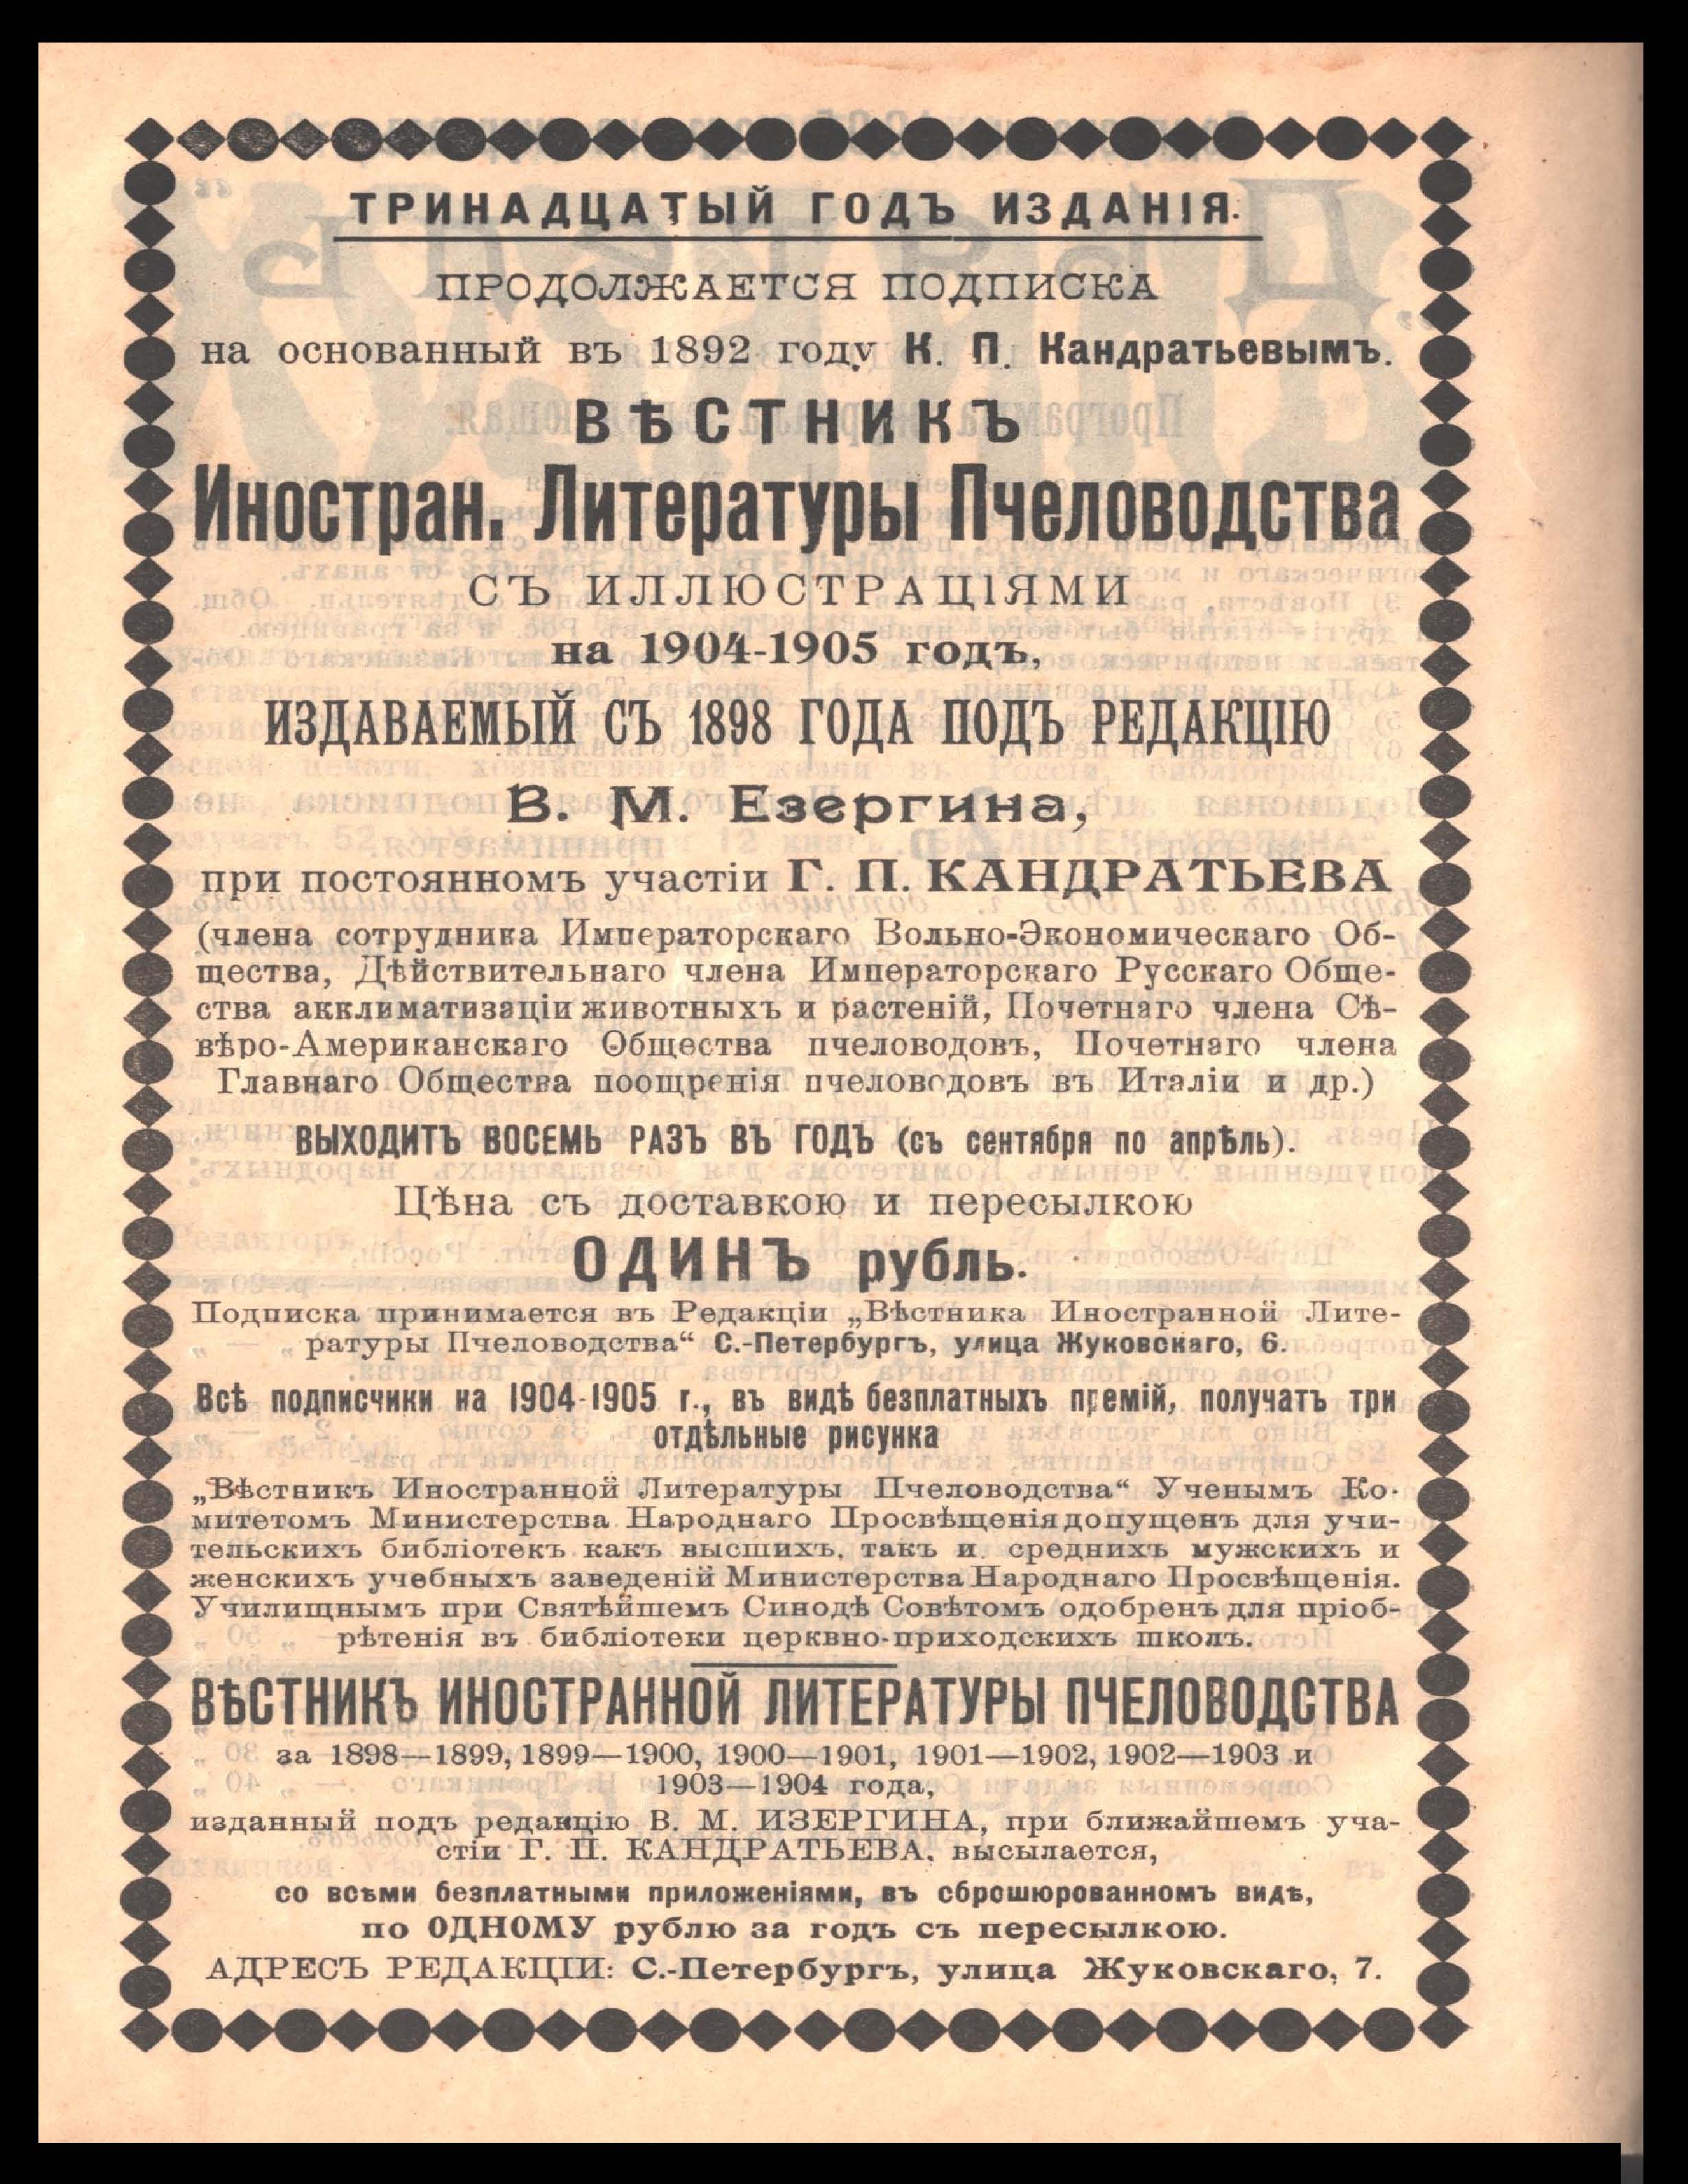 ТРИНАДЦАТЫЙ ГОДЪ ИЗДАНІЯ.
ПРОДОЛЖАЕТСЯ ПОДПИСКА
на основанный въ 1892 году К. П. Кандратьевымъ.
ВѢСТНИКЪ
Иностран. Литературы Пчеловодства
СЪ ИЛЛЮСТРАЦІЯМИ
на 1904-1905 годъ,
ИЗДАВАЕМЫЙ СЪ 1898 ГОДА ПОДЪ РЕДАКЦІЮ
В. М. Езергина,
при постоянномъ участіи Г. П. КАНДРАТЬЕВА
(члена сотрудника Императорскаго Вольно-Экономическаго Об-
щества, Дѣйствительнаго члена Императорскаго Русскаго Обще-
ства акклиматизаціи животныхъ и растеній, Почетнаго члена Сѣ-
вѣро-Американскаго Общества пчеловодовъ, Почетнаго члена
Главнаго Общества поощренія пчеловодовъ въ Италіи и др.)
ВЫХОДИТЪ ВОСЕМЬ РАЗЪ ВЪ ГОДЪ (съ сентября по апрѣль).
Цѣна съ доставкою и пересылкою
ОДИНЪ рубль.
Подписка принимается въ Редакціи „Вѣстника Иностранной Лите-
ратуры Пчеловодства“ С.-Петербургъ, улица Жуковскаго, 6.
Всѣ подписчики на 1904-1905 г., въ видѣ безплатныхъ премій, получатъ три
отдѣльные рисунка
„Вѣстникъ Иностранной Литературы Пчеловодства“ Ученымъ Ко-
митетомъ Министерства Народнаго Просвѣщенія допущенъ для учи-
тельскихъ библіотекъ какъ высшихъ, такъ и среднихъ мужскихъ и
женскихъ учебныхъ заведеній Министерства Народнаго Просвѣщенія.
Училищнымъ при Святѣйшемъ Синодѣ Совѣтомъ одобренъ для пріоб-
рѣтенія въ библіотеки церквно-приходскихъ школъ.
ВѢСТНИКЪ ИНОСТРАННОЙ ЛИТЕРАТУРЫ ПЧЕЛОВОДСТВА
за 1898—1899, 1899—1900, 1900—1901, 1901—1902, 1902—1903 и
1903—1904 года,
изданный подъ редакцію В. М. ИЗЕРГИНА, при ближайшемъ уча-
стіи Г. П. КАНДРАТЬЕВА, высылается,
со всѣми безплатными приложеніями, въ сброшюрованномъ видѣ,
по ОДНОМУ рублю за годъ съ пересылкою.
АДРЕСЪ РЕДАКЦІИ: С.-Петербургъ, улица Жуковскаго, 7.